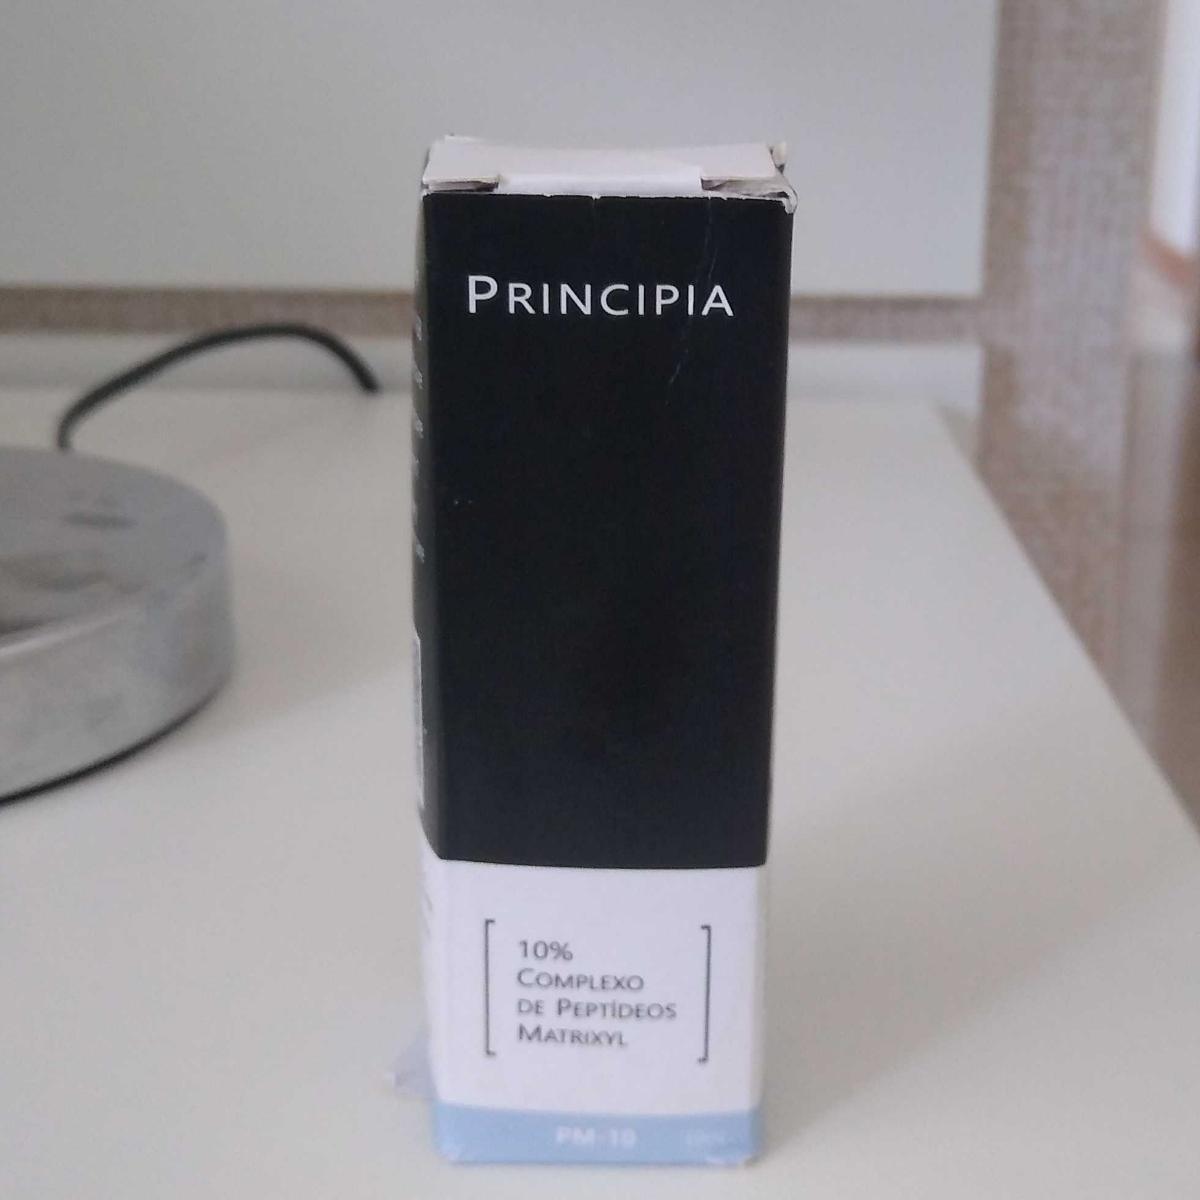 PRINCIPIA
10%
COMPLEXO
DE PEPTÍDEOS
MATRIXYL
PM-10